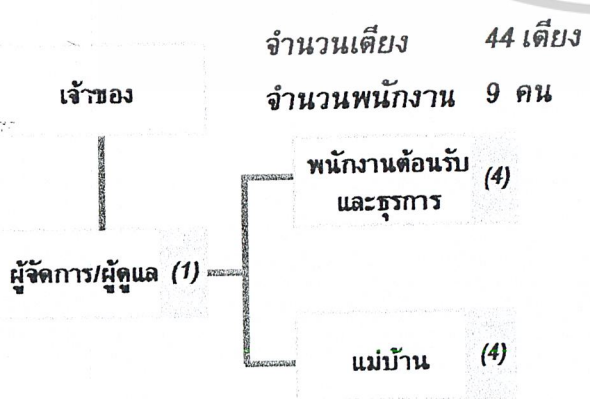 จำนวนเตียง 44 เตียง
จำนวนพนักงาน 9 คน
เจ้าของ
พนักงานต้อนรับ
และธุรการ (4)
ผู้จัดการ/ผู้ดูแล (1)
แม่บ้าน (4)